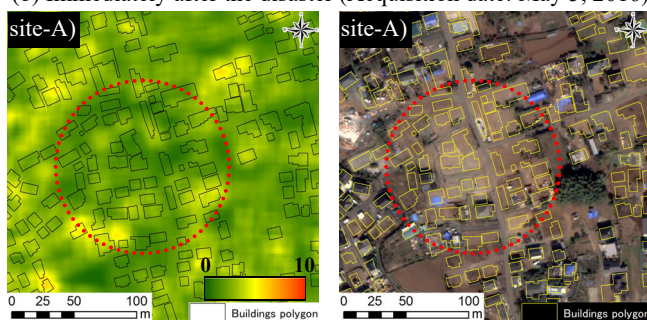 (c) Immediately after the disaster (Acquisition date: May 3, 2016)
site-A)
site-A)
0
10
0 25 50 100
m
Buildings polygon
0 25 50 100
m
Buildings polygon